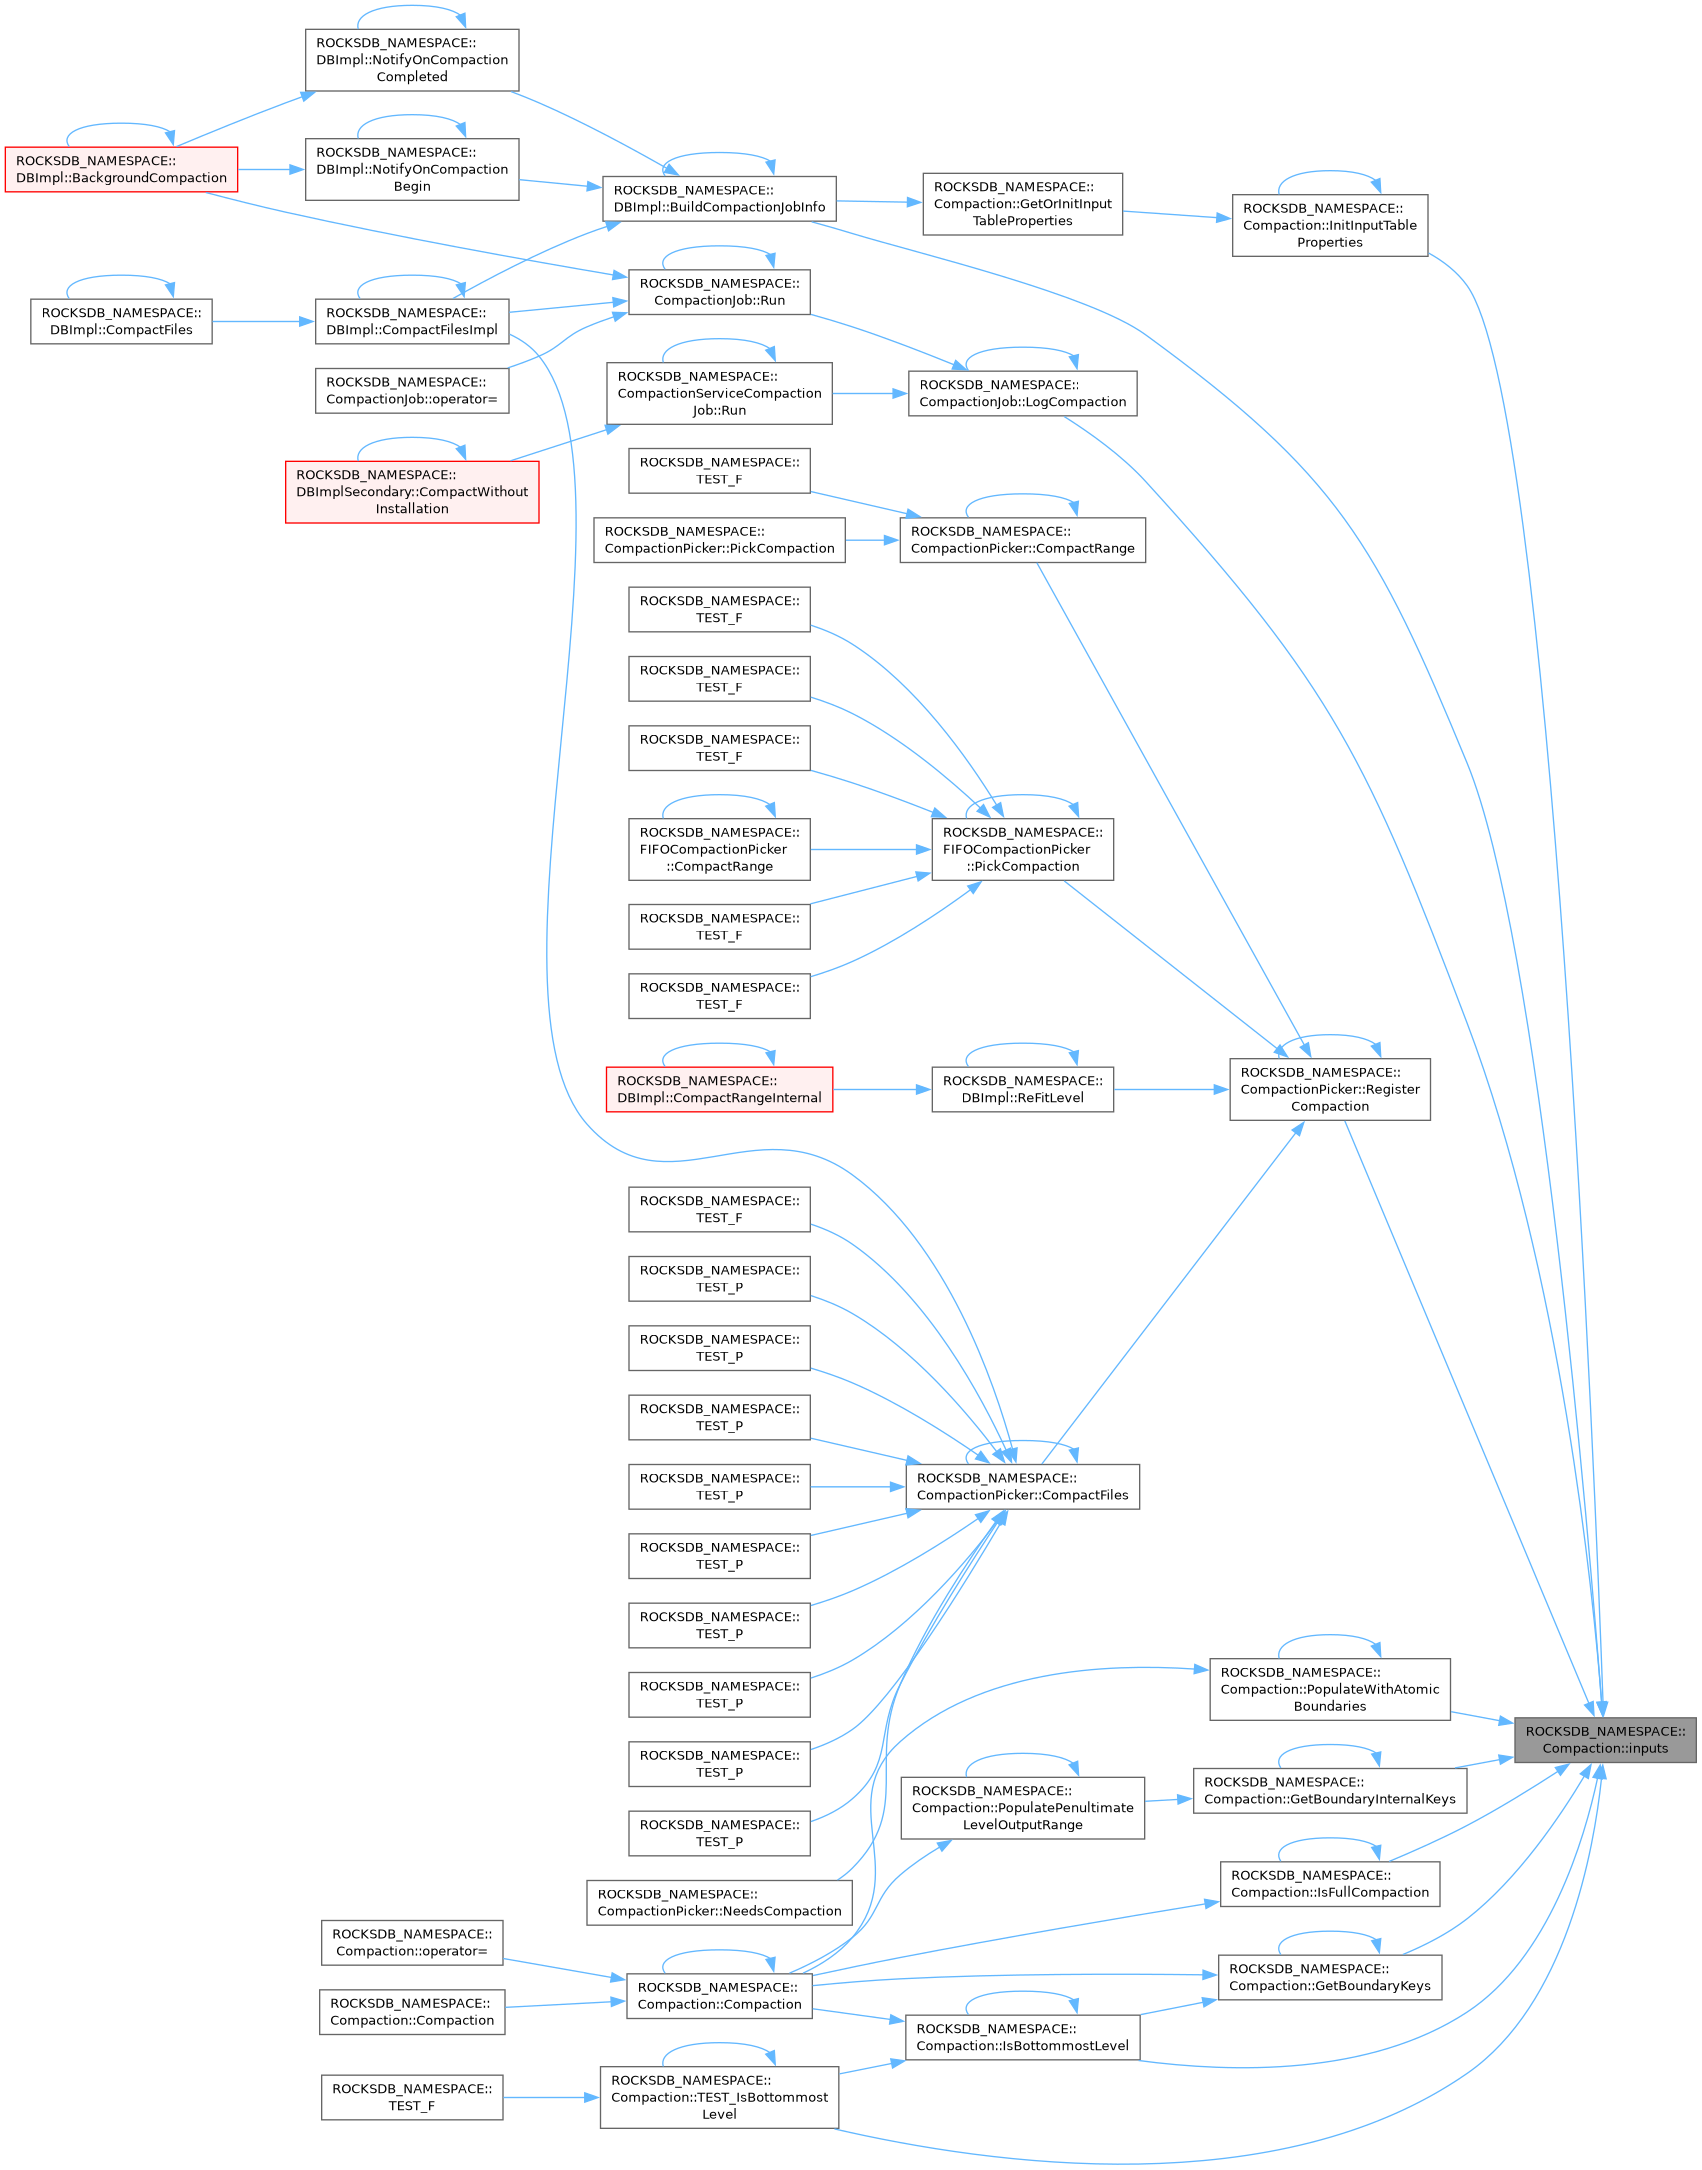 ROCKSDB_NAMESPACE::
DBImpl::NotifyOnCompaction
Completed
ROCKSDB_NAMESPACE::
DBImpl::BackgroundCompaction
ROCKSDB_NAMESPACE::
DBImpl::NotifyOnCompaction
Begin
ROCKSDB_NAMESPACE::
DBImpl::BuildCompactionJobInfo
ROCKSDB_NAMESPACE::
Compaction::GetOrInitInput
TableProperties
ROCKSDB_NAMESPACE::
Compaction::InitInputTable
Properties
ROCKSDB_NAMESPACE::
CompactionJob::Run
ROCKSDB_NAMESPACE::
DBImpl::CompactFiles
ROCKSDB_NAMESPACE::
DBImpl::CompactFilesImpl
ROCKSDB_NAMESPACE::
CompactionJob::operator=
ROCKSDB_NAMESPACE::
CompactionServiceCompaction
Job::Run
ROCKSDB_NAMESPACE::
CompactionJob::LogCompaction
ROCKSDB_NAMESPACE::
DBImplSecondary::CompactWithout
Installation
ROCKSDB_NAMESPACE::
TEST_F
ROCKSDB_NAMESPACE::
CompactionPicker::PickCompaction
ROCKSDB_NAMESPACE::
CompactionPicker::CompactRange
ROCKSDB_NAMESPACE::
TEST_F
ROCKSDB_NAMESPACE::
TEST_F
ROCKSDB_NAMESPACE::
TEST_F
ROCKSDB_NAMESPACE::
FIFOCompactionPicker
::CompactRange
ROCKSDB_NAMESPACE::
FIFOCompactionPicker
::PickCompaction
ROCKSDB_NAMESPACE::
TEST_F
ROCKSDB_NAMESPACE::
TEST_F
ROCKSDB_NAMESPACE::
DBImpl::CompactRangeInternal
ROCKSDB_NAMESPACE::
DBImpl::ReFitLevel
ROCKSDB_NAMESPACE::
CompactionPicker::Register
Compaction
ROCKSDB_NAMESPACE::
TEST_F
ROCKSDB_NAMESPACE::
TEST_P
ROCKSDB_NAMESPACE::
TEST_P
ROCKSDB_NAMESPACE::
TEST_P
ROCKSDB_NAMESPACE::
TEST_P
ROCKSDB_NAMESPACE::
CompactionPicker::CompactFiles
ROCKSDB_NAMESPACE::
TEST_P
ROCKSDB_NAMESPACE::
TEST_P
ROCKSDB_NAMESPACE::
TEST_P
ROCKSDB_NAMESPACE::
TEST_P
ROCKSDB_NAMESPACE::
TEST_P
ROCKSDB_NAMESPACE::
Compaction::PopulateWithAtomic
Boundaries
ROCKSDB_NAMESPACE::
Compaction::inputs
ROCKSDB_NAMESPACE::
Compaction::GetBoundaryInternalKeys
ROCKSDB_NAMESPACE::
Compaction::PopulatePenultimate
LevelOutputRange
ROCKSDB_NAMESPACE::
Compaction::IsFullCompaction
ROCKSDB_NAMESPACE::
CompactionPicker::NeedsCompaction
ROCKSDB_NAMESPACE::
Compaction::operator=
ROCKSDB_NAMESPACE::
Compaction::GetBoundaryKeys
ROCKSDB_NAMESPACE::
Compaction::Compaction
ROCKSDB_NAMESPACE::
Compaction::Compaction
ROCKSDB_NAMESPACE::
Compaction::IsBottommostLevel
ROCKSDB_NAMESPACE::
Compaction::TEST_IsBottommost
Level
ROCKSDB_NAMESPACE::
TEST_F